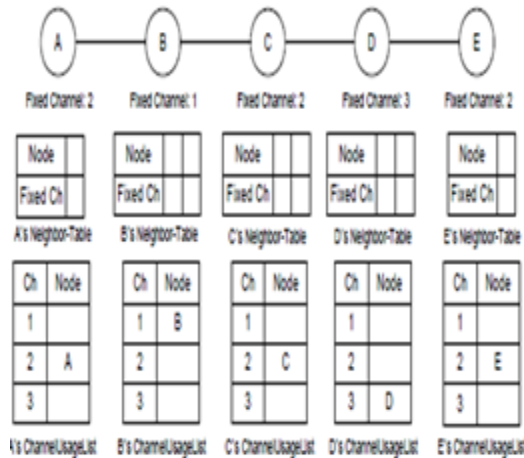 A B C D E
Fixed Channel: 2 Fixed Channel: 1 Fixed Channel: 2 Fixed Channel: 3 Fixed Channel: 2
Node Node Node Node Node
Fixed Ch Fixed Ch Fixed Ch Fixed Ch Fixed Ch
A's Neighbor-Table B's Neighbor-Table C's Neighbor-Table D's Neighbor-Table E's Neighbor-Table
Ch Node Ch Node Ch Node Ch Node Ch Node
1 1 B 1 1 1
2 A 2 2 C 2 2 E
3 3 3 3 D 3
A's ChannelUsageList B's ChannelUsageList C's ChannelUsageList D's ChannelUsageList E's ChannelUsageList